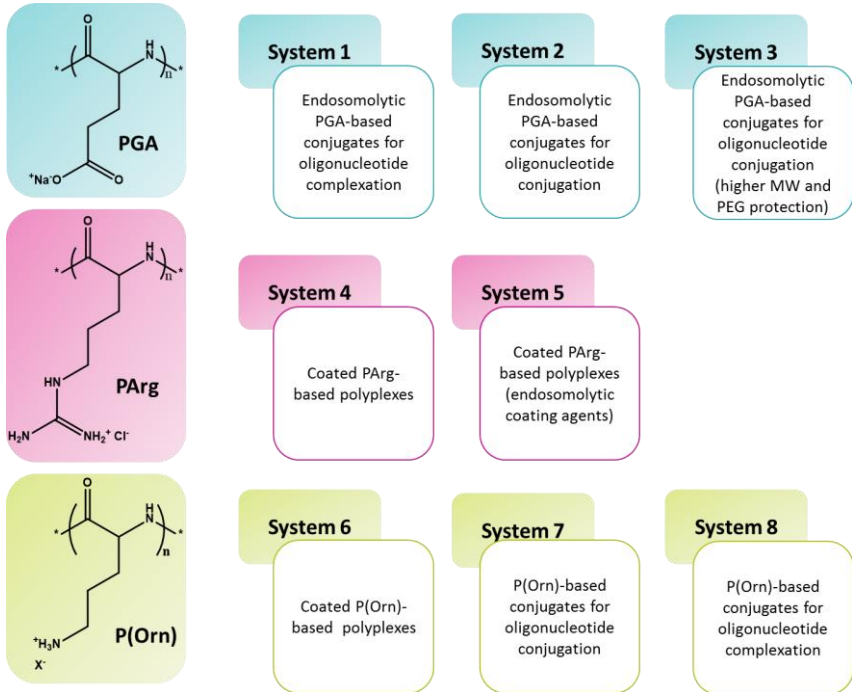 O
HN
*
(
)
n
*
PGA
⁺Na⁻O
O
System 1
Endosomolytic
PGA-based
conjugates for
oligonucleotide
complexation
System 2
Endosomolytic
PGA-based
conjugates for
oligonucleotide
conjugation
System 3
Endosomolytic
PGA-based
conjugates for
oligonucleotide
conjugation
(higher MW and
PEG protection)
O
HN
*
(
)
n
*
HN
PArg
H₂N
NH₂⁺ Cl⁻
System 4
Coated PArg-
based polyplexes
System 5
Coated PArg-
based polyplexes
(endosomolytic
coating agents)
O
HN
*
(
)
n
*
⁺H₃N
X⁻
P(Orn)
System 6
Coated P(Orn)-
based polyplexes
System 7
P(Orn)-based
conjugates for
oligonucleotide
conjugation
System 8
P(Orn)-based
conjugates for
oligonucleotide
complexation